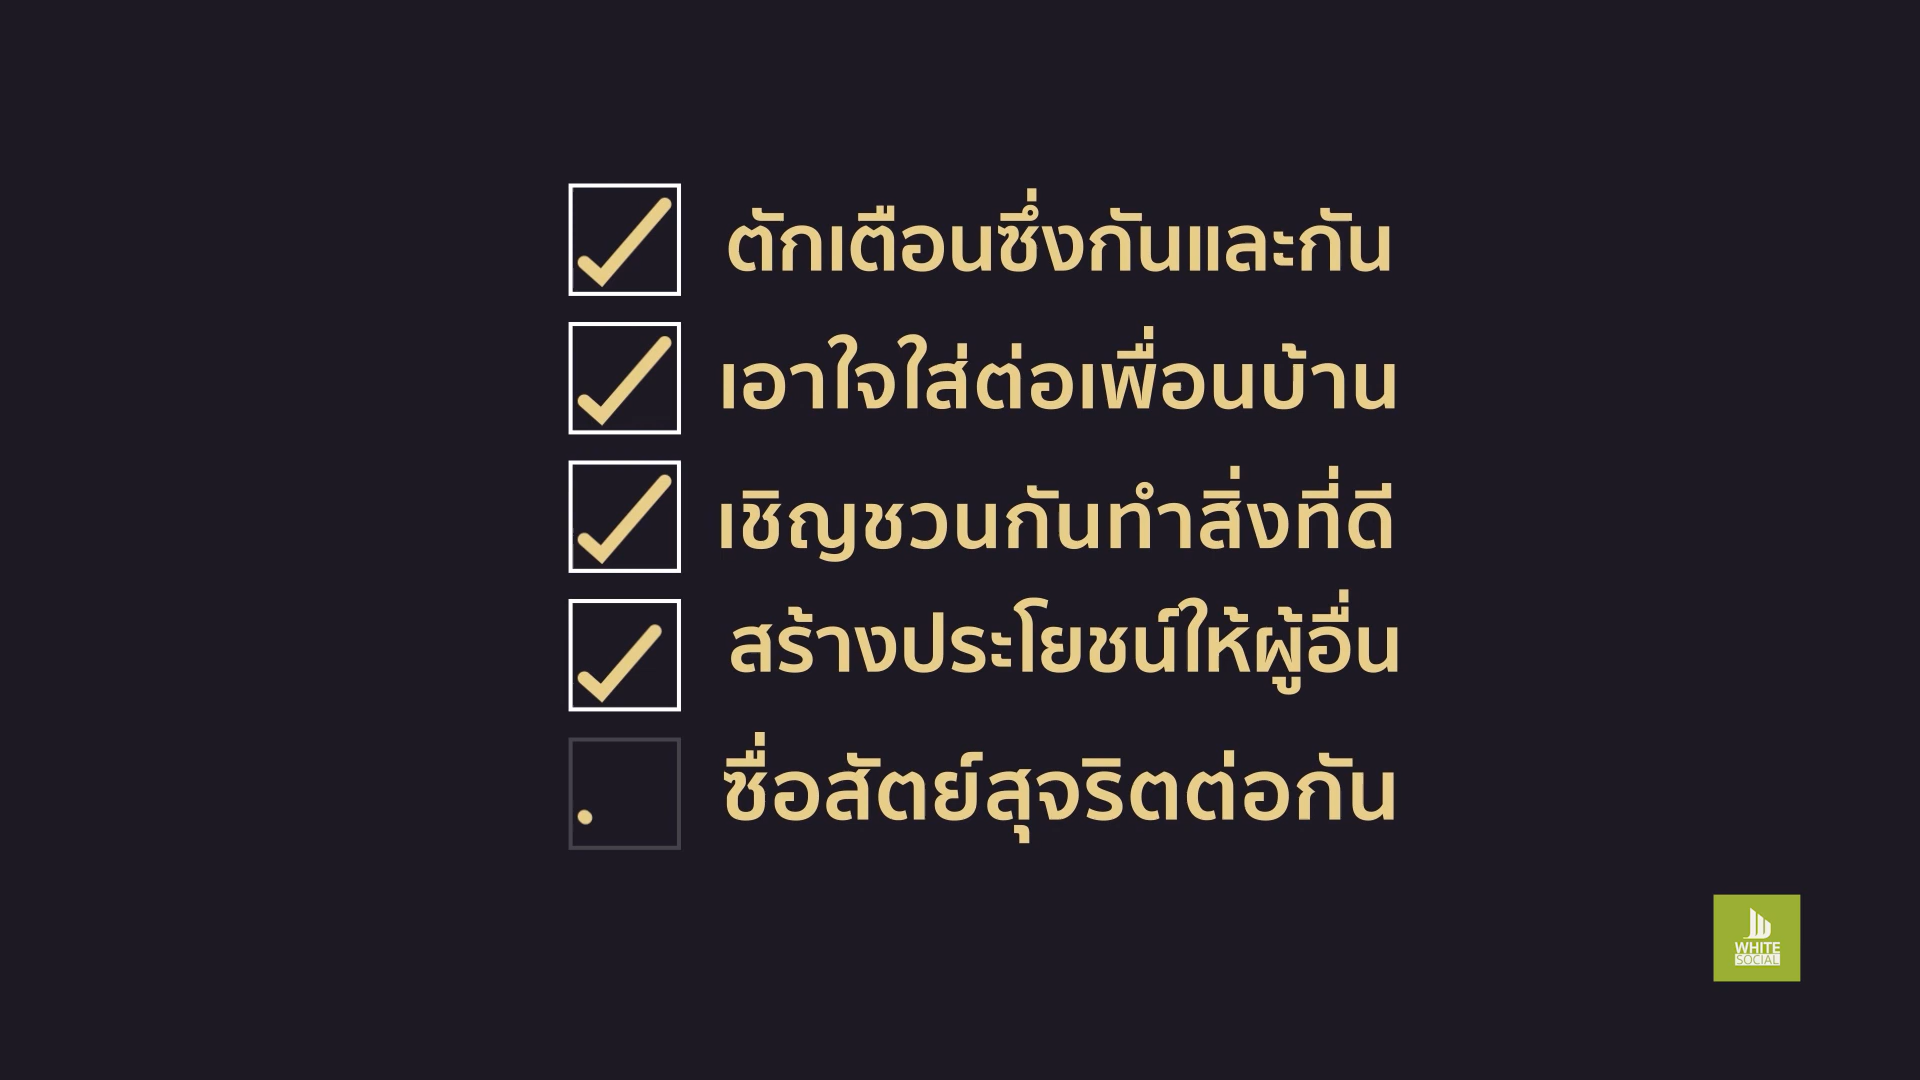 ตักเตือนซึ่งกันและกัน
เอาใจใส่ต่อเพื่อนบ้าน
เชิญชวนกันทำสิ่งที่ดี
สร้างประโยชน์ให้ผู้อื่น
ซื่อสัตย์สุจริตต่อกัน
WHITE
SOCIAL